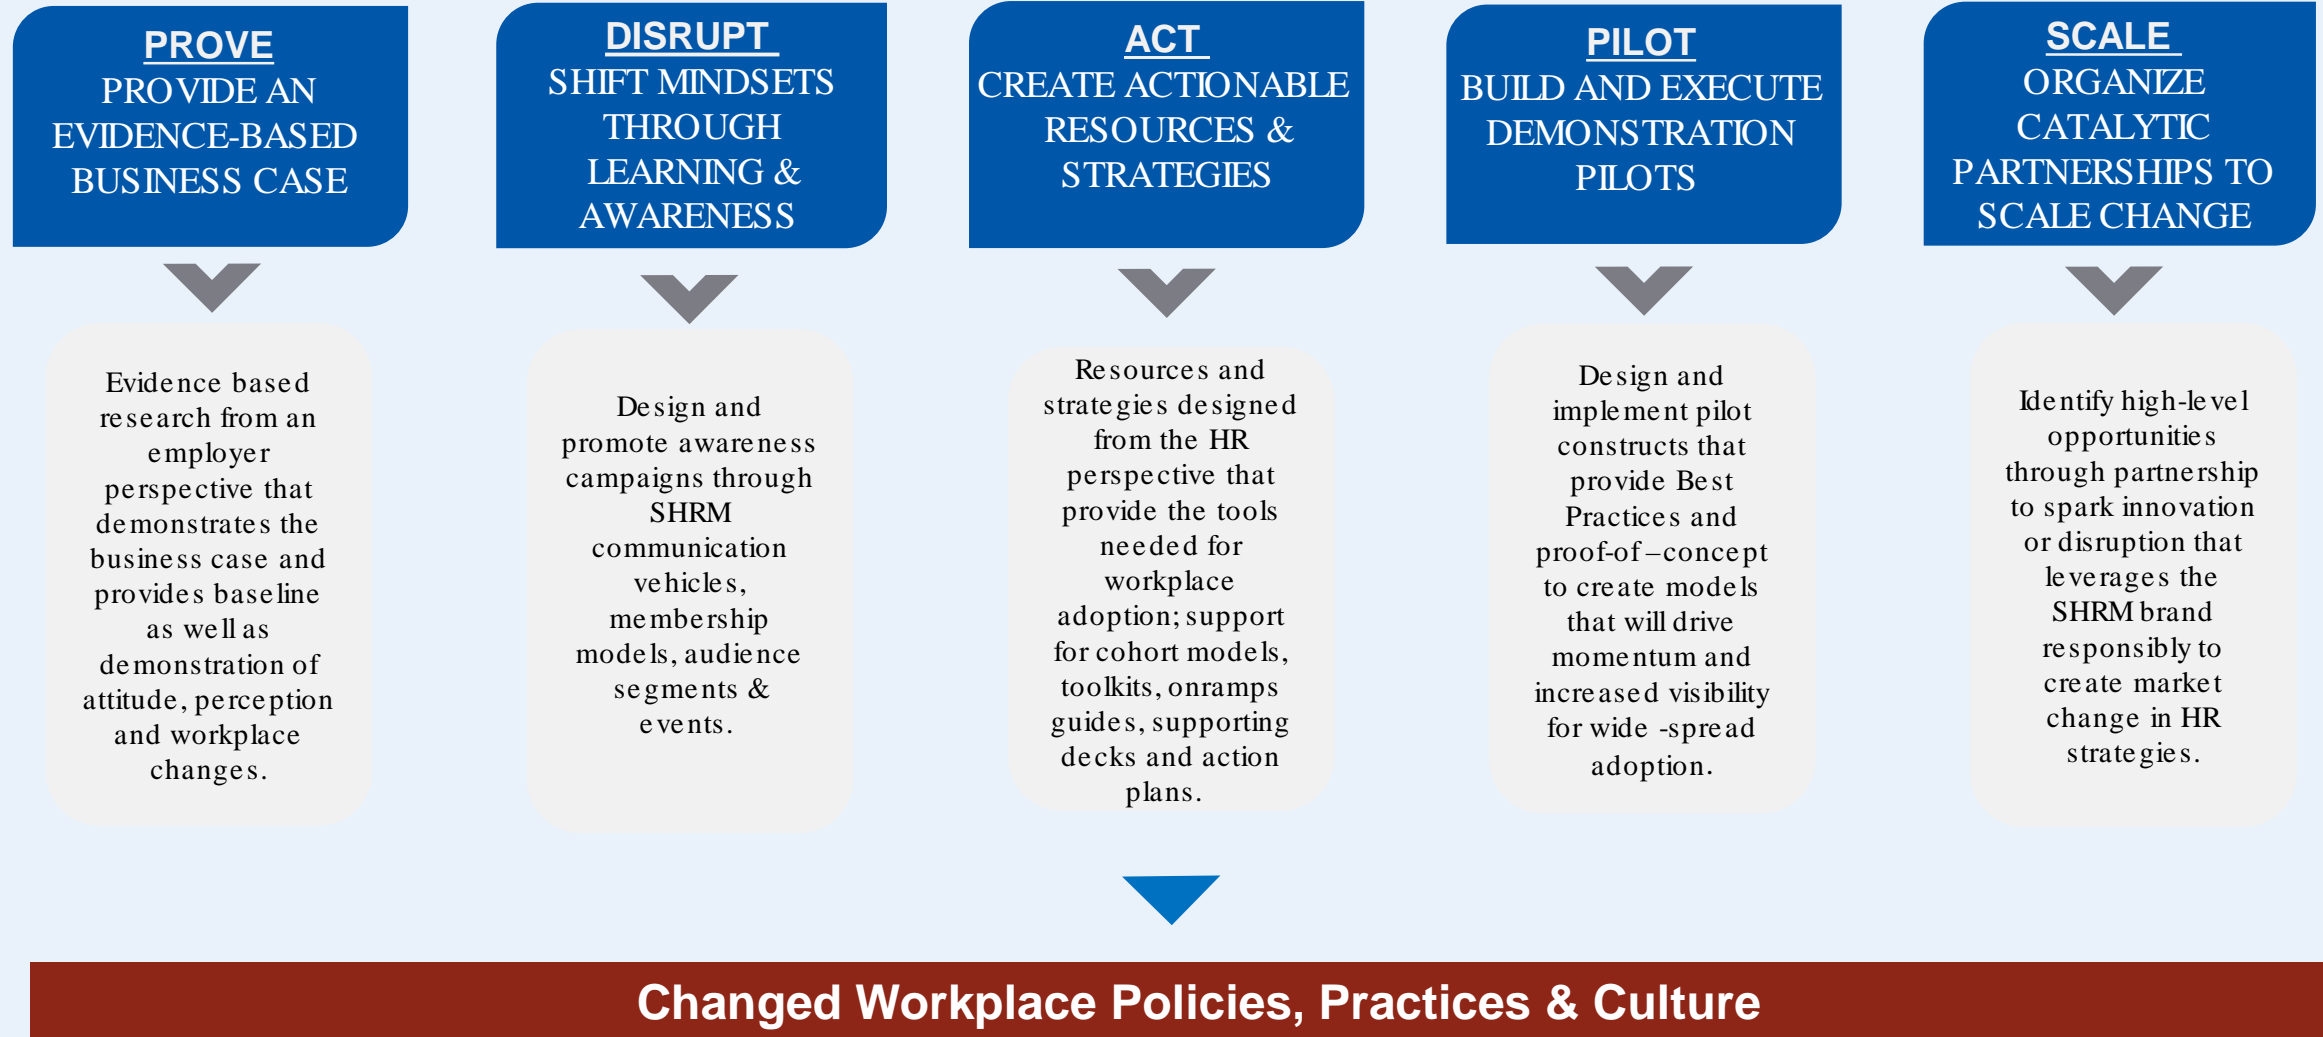 PROVE
PROVIDE AN
EVIDENCE-BASED
BUSINESS CASE
Evidence based
research from an
employer
perspective that
demonstrates the
business case and
provides baseline
as well as
demonstration of
attitude, perception
and workplace
changes.
DISRUPT
SHIFT MINDSETS
THROUGH
LEARNING &
AWARENESS
Design and
promote awareness
campaigns through
SHRM
communication
vehicles,
membership
models, audience
segments &
events.
ACT
CREATE ACTIONABLE
RESOURCES &
STRATEGIES
Resources and
strategies designed
from the HR
perspective that
provide the tools
needed for
workplace
adoption; support
for cohort models,
toolkits, onramps
guides, supporting
decks and action
plans.
PILOT
BUILD AND EXECUTE
DEMONSTRATION
PILOTS
Design and
implement pilot
constructs that
provide Best
Practices and
proof-of –concept
to create models
that will drive
momentum and
increased visibility
for wide -spread
adoption.
SCALE
ORGANIZE
CATALYTIC
PARTNERSHIPS TO
SCALE CHANGE
Identify high-level
opportunities
through partnership
to spark innovation
or disruption that
leverages the
SHRM brand
responsibly to
create market
change in HR
strategies.
Changed Workplace Policies, Practices & Culture